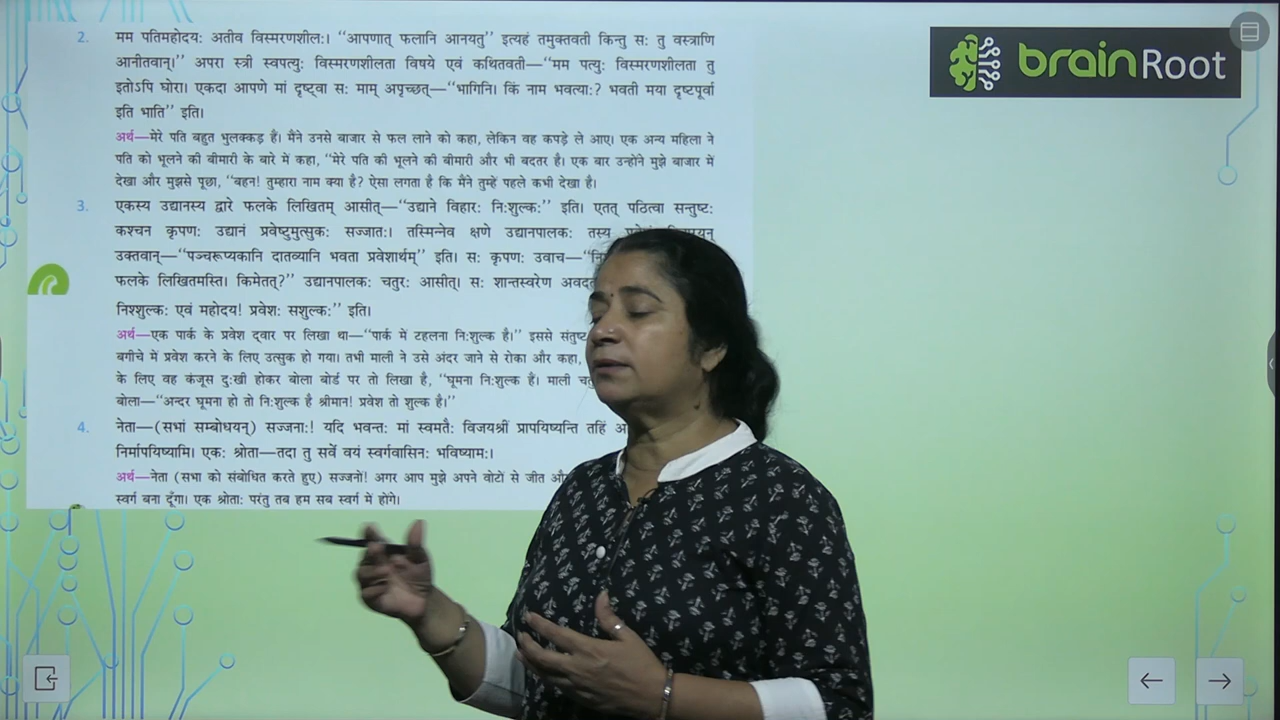 brainRoot
2. मम पतिमहोदय: अतीव विस्मरणशील:। “आपणात् फलानि आनयतु” इत्यहं तमुक्तवती किन्तु स: तु वस्त्राणि
आनीतवान्।” अपरा स्त्री स्वपत्यु: विस्मरणशीलता विषये एवं कथितवती—“मम पत्यु: विस्मरणशीलता तु
इतोऽपि घोरा। एकदा आपणे मां दृष्ट्वा स: माम् अपृच्छत्—“भागिनि। किं नाम भवत्या:? भवती मया दृष्टपूर्वा
इति भाति” इति।
अर्थ—मेरे पति बहुत भुलक्कड़ हैं। मैंने उनसे बाजार से फल लाने को कहा, लेकिन वह कपड़े ले आए। एक अन्य महिला ने
पति को भूलने की बीमारी के बारे में कहा, “मेरे पति की भूलने की बीमारी और भी बदतर है। एक बार उन्होंने मुझे बाजार में
देखा और मुझसे पूछा, “बहन! तुम्हारा नाम क्या है? ऐसा लगता है कि मैंने तुम्हें पहले कभी देखा है।
3. एकस्य उद्यानस्य द्वारे फलके लिखितम् आसीत्—“उद्याने विहार: नि:शुल्क:” इति। एतत् पठित्वा सन्तुष्ट:
कश्चन कृपण: उद्यानं प्रवेष्टुमुत्सुक: सज्जात:। तस्मिन्नेव क्षणे उद्यानपालक: तस्य
उक्तवान्—“पञ्चरूप्यकानि दातव्यानि भवता प्रवेशार्थम्” इति। स: कृपण: उवाच—
फलके लिखितमस्ति। किमेतत्?” उद्यानपालक: चतुर: आसीत्। स: शान्तस्वरेण
निश्शुल्क: एवं महोदय! प्रवेश: सशुल्क:” इति।
अर्थ—एक पार्क के प्रवेश द्वार पर लिखा था—“पार्क में टहलना नि:शुल्क है।” इससे
बगीचे में प्रवेश करने के लिए उत्सुक हो गया। तभी माली ने उसे अंदर जाने से रोका और कहा,
के लिए वह कंजूस दु:खी होकर बोला बोर्ड पर तो लिखा है, “घूमना नि:शुल्क हैं। माली
बोला—“अन्दर घूमना हो तो नि:शुल्क है श्रीमान! प्रवेश तो शुल्क है।”
4. नेता—(सभां सम्बोधयन्) सज्जना:! यदि भवन्त: मां स्वमतै: विजयश्रीं प्रापयिष्यन्ति तर्हि
निर्मापयिष्यामि। एक: श्रोता—तदा तु सर्वे वयं स्वर्गवासिन: भविष्याम:।
अर्थ—नेता (सभा को संबोधित करते हुए) सज्जनो! अगर आप मुझे अपने वोटों से जीत
स्वर्ग बना दूँगा। एक श्रोता: परंतु तब हम सब स्वर्ग में होंगे।